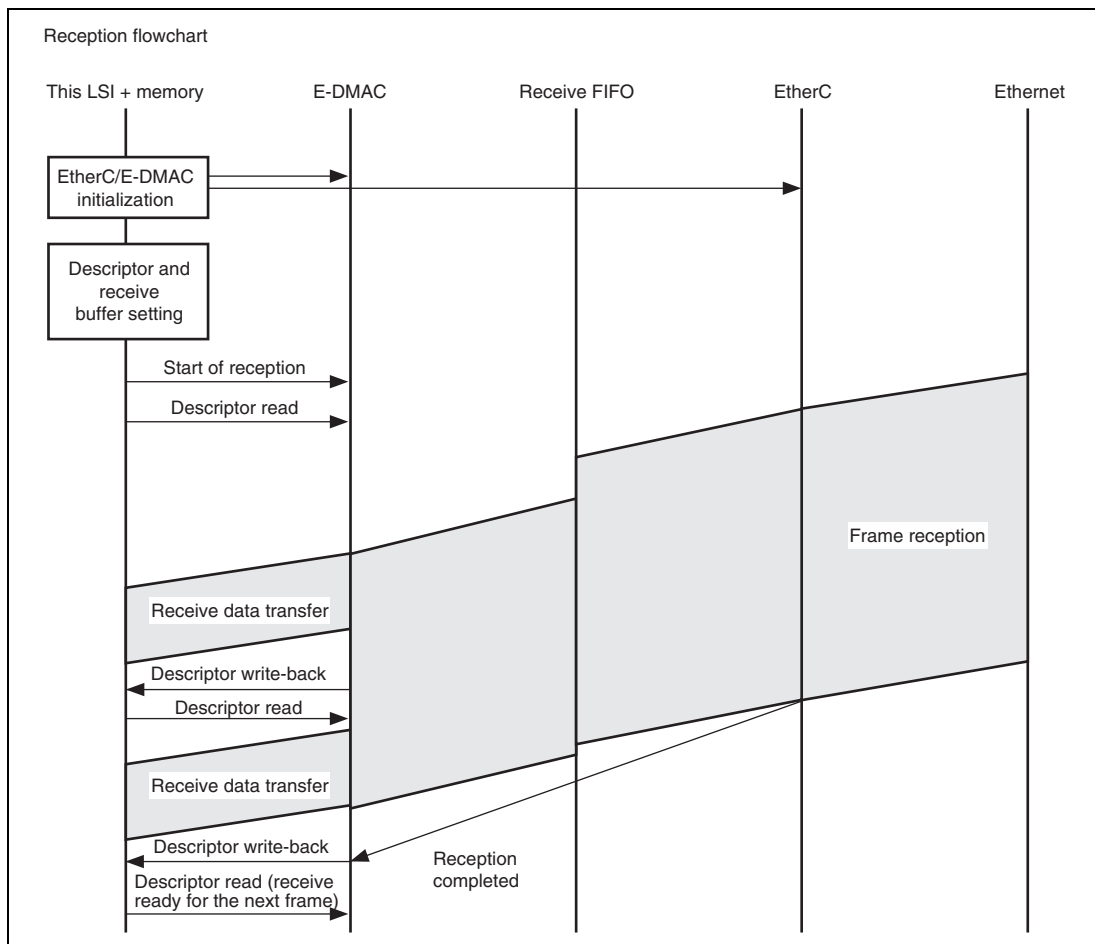 Reception flowchart
This LSI + memory
E-DMAC
Receive FIFO
EtherC
Ethernet
EtherC/E-DMAC
initialization
Descriptor and
receive
buffer setting
Start of reception
Descriptor read
Frame reception
Receive data transfer
Descriptor write-back
Descriptor read
Receive data transfer
Descriptor write-back
Reception
completed
Descriptor read (receive
ready for the next frame)